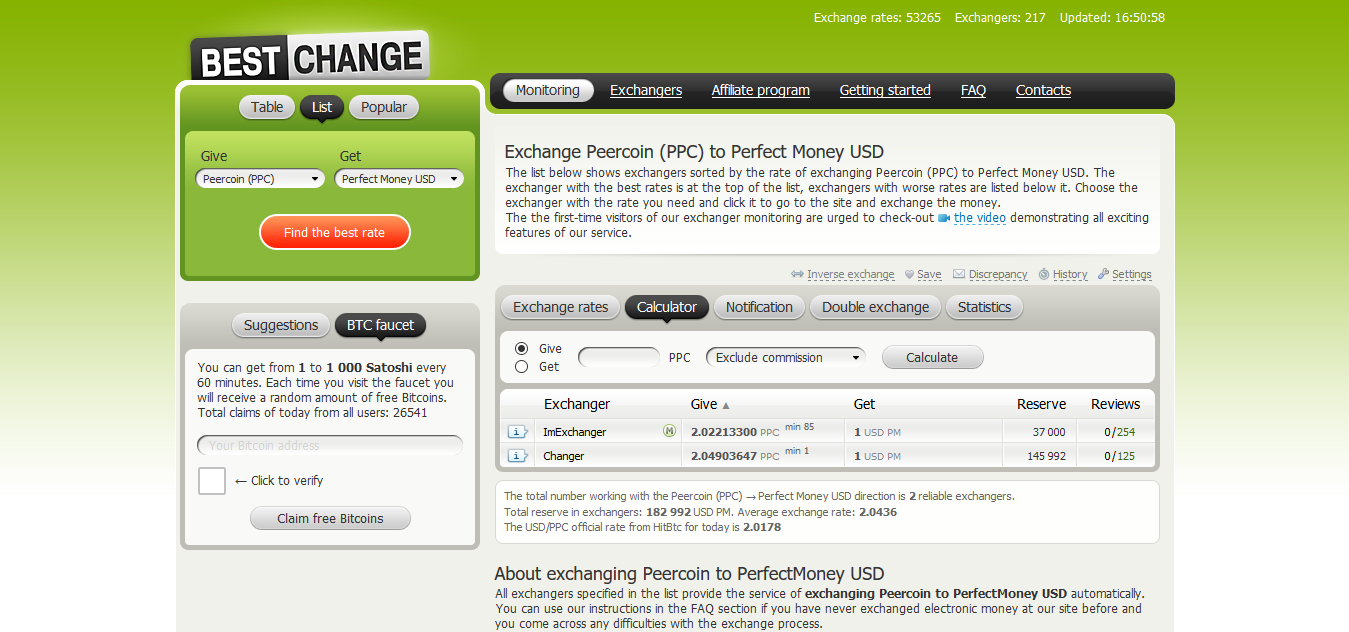 Exchange rates: 53265 Exchangers: 217 Updated: 16:50:58
BEST CHANGE
Monitoring Exchangers Affiliate program Getting started FAQ Contacts
Table List Popular
Give Get
Peercoin (PPC) Perfect Money USD
Find the best rate
Suggestions BTC faucet
You can get from 1 to 1 000 Satoshi every
60 minutes. Each time you visit the faucet you
will receive a random amount of free Bitcoins.
Total claims of today from all users: 26541
Your Bitcoin address
← Click to verify
Claim free Bitcoins
Exchange Peercoin (PPC) to Perfect Money USD
The list below shows exchangers sorted by the rate of exchanging Peercoin (PPC) to Perfect Money USD. The
exchanger with the best rates is at the top of the list, exchangers with worse rates are listed below it. Choose the
exchanger with the rate you need and click it to go to the site and exchange the money.
The the first-time visitors of our exchanger monitoring are urged to check-out the video demonstrating all exciting
features of our service.
Inverse exchange Save Discrepancy History Settings
Exchange rates Calculator Notification Double exchange Statistics
Give
Get
PPC Exclude commission Calculate
Exchanger Give ▲ Get Reserve Reviews
i ImExchanger M 2.02213300 PPC min 85 1 USD PM 37 000 0/254
i Changer 2.04903647 PPC min 1 1 USD PM 145 992 0/125
The total number working with the Peercoin (PPC) → Perfect Money USD direction is 2 reliable exchangers.
Total reserve in exchangers: 182 992 USD PM. Average exchange rate: 2.0436
The USD/PPC official rate from HitBtc for today is 2.0178
About exchanging Peercoin to PerfectMoney USD
All exchangers specified in the list provide the service of exchanging Peercoin to PerfectMoney USD automatically.
You can use our instructions in the FAQ section if you have never exchanged electronic money at our site before and
you come across any difficulties with the exchange process.